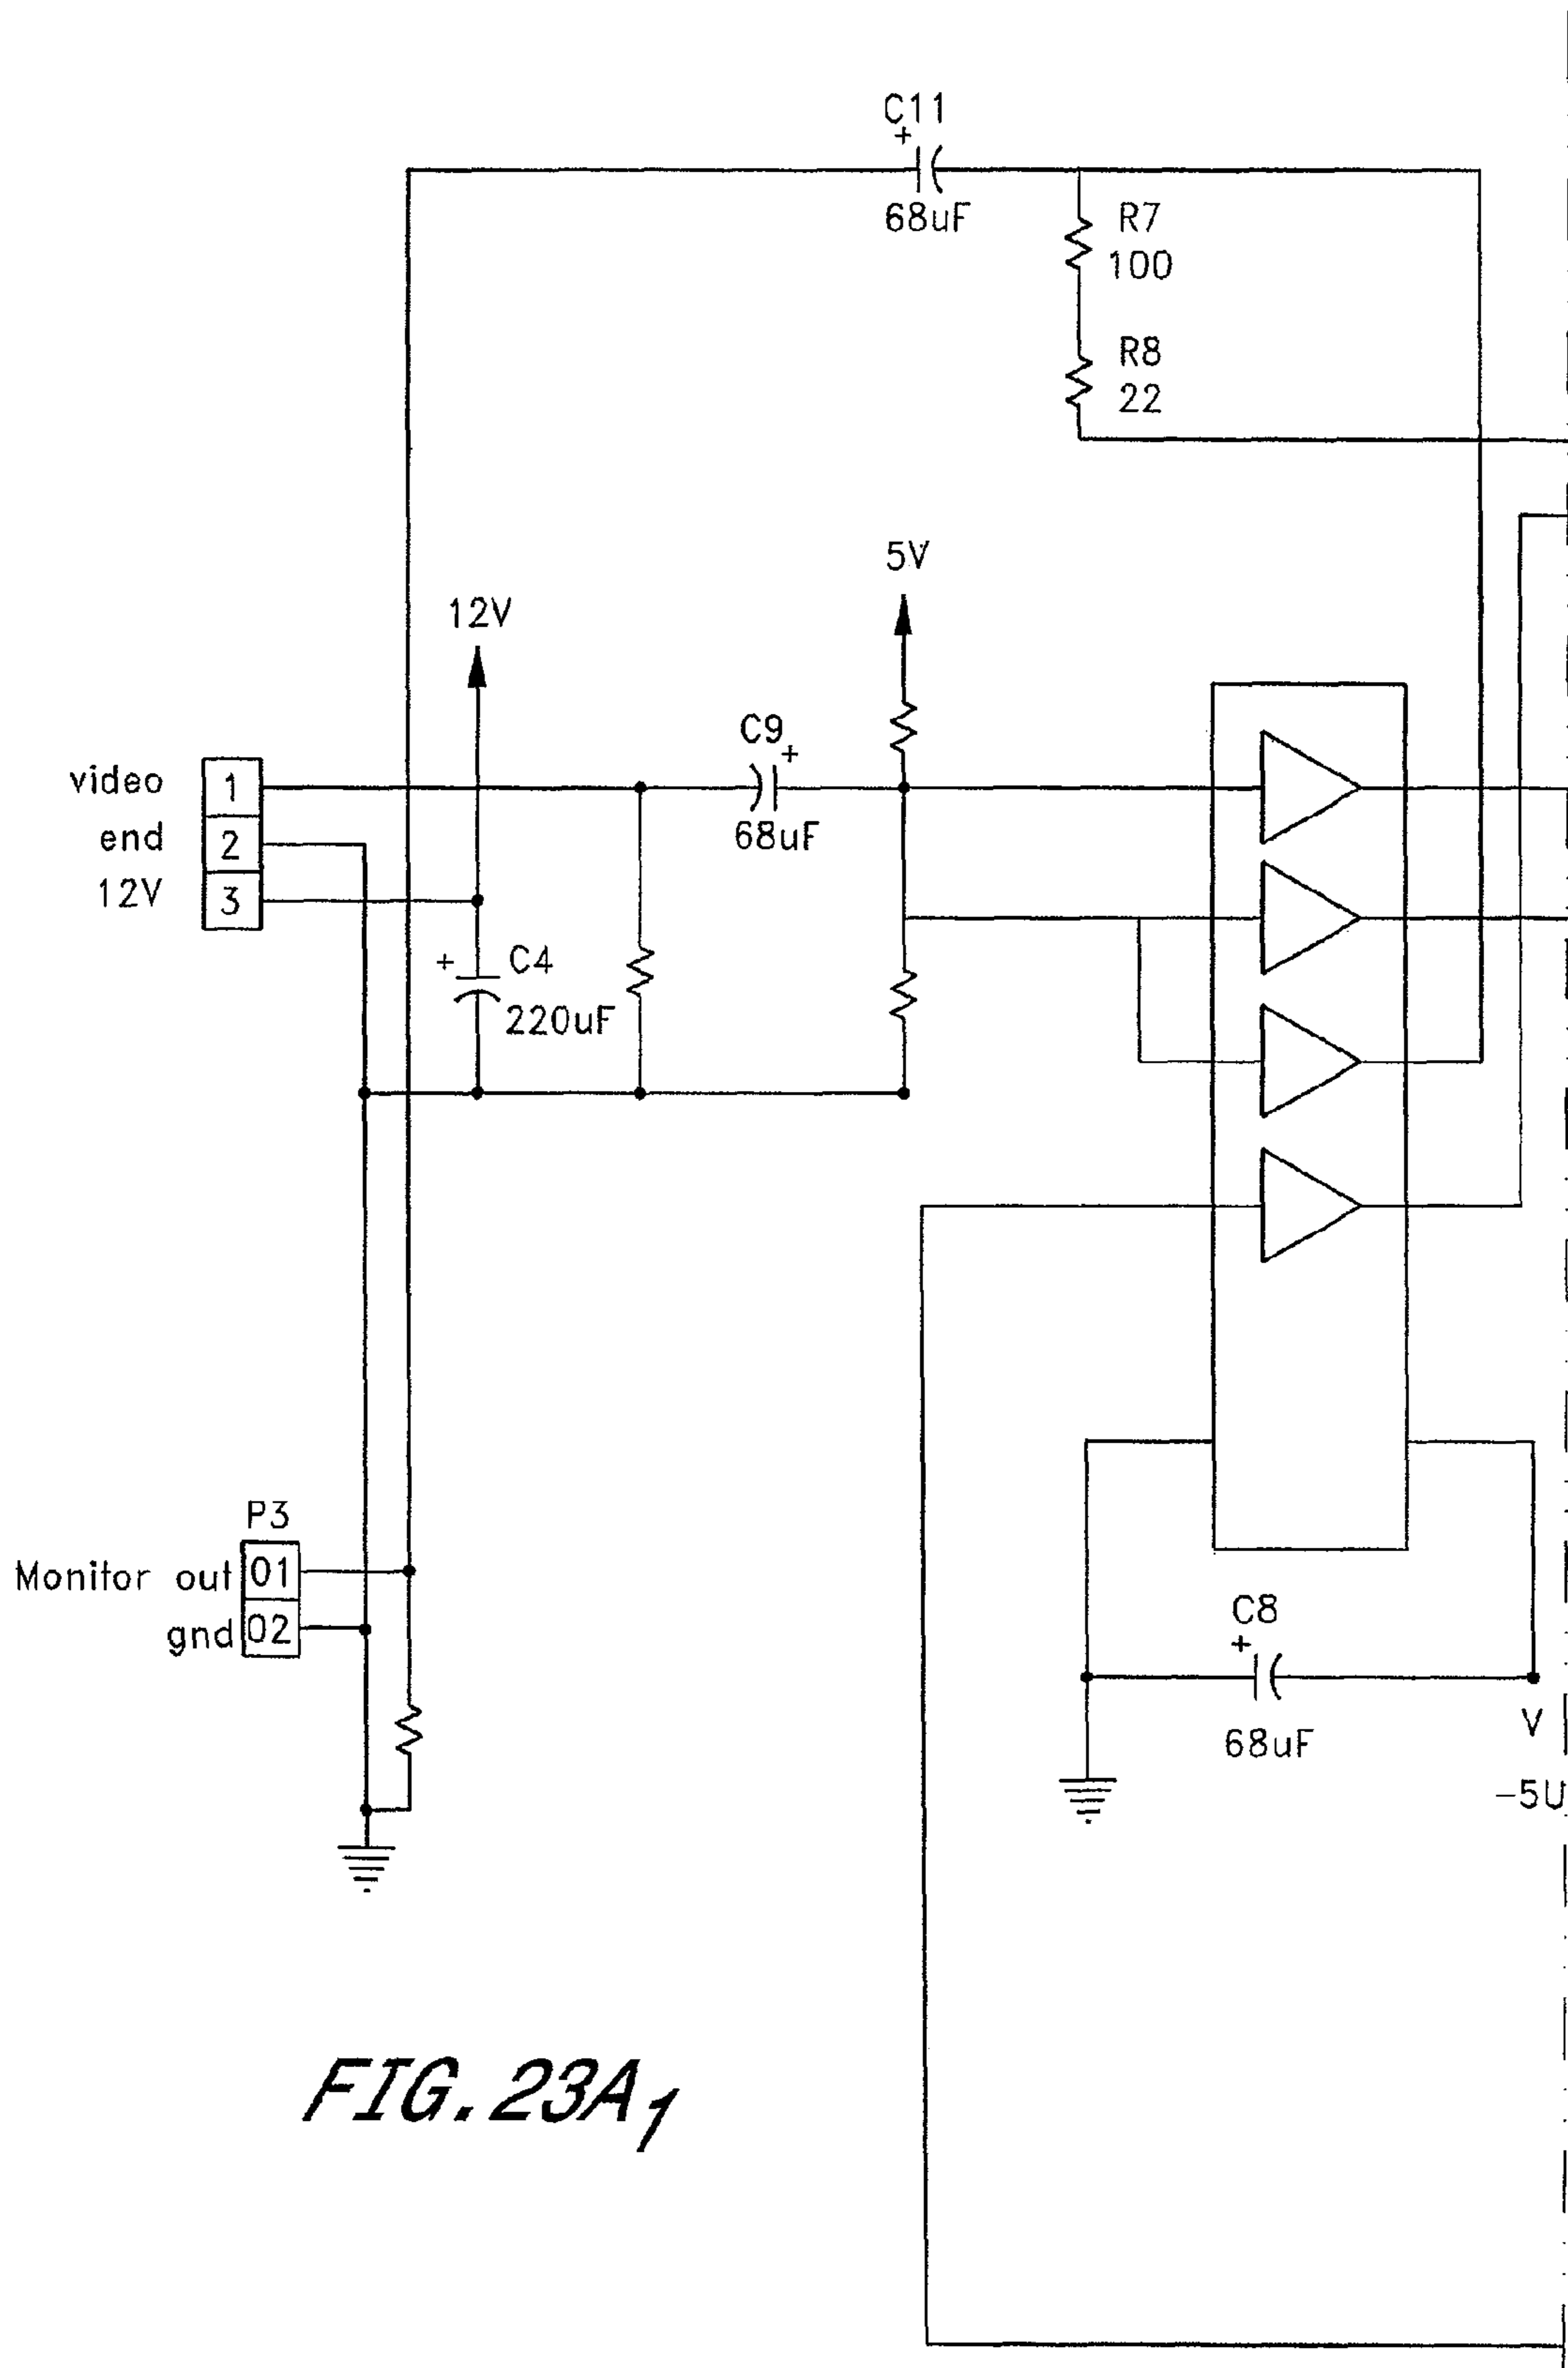 C11
+
68uF
R7
100
R8
22
5V
12V
C9
+
68uF
video 1
end 2
12V 3
+ C4
220uF
P3
Monitor out 01
gnd 02
C8
+
68uF
V
-5U
FIG. 23A1